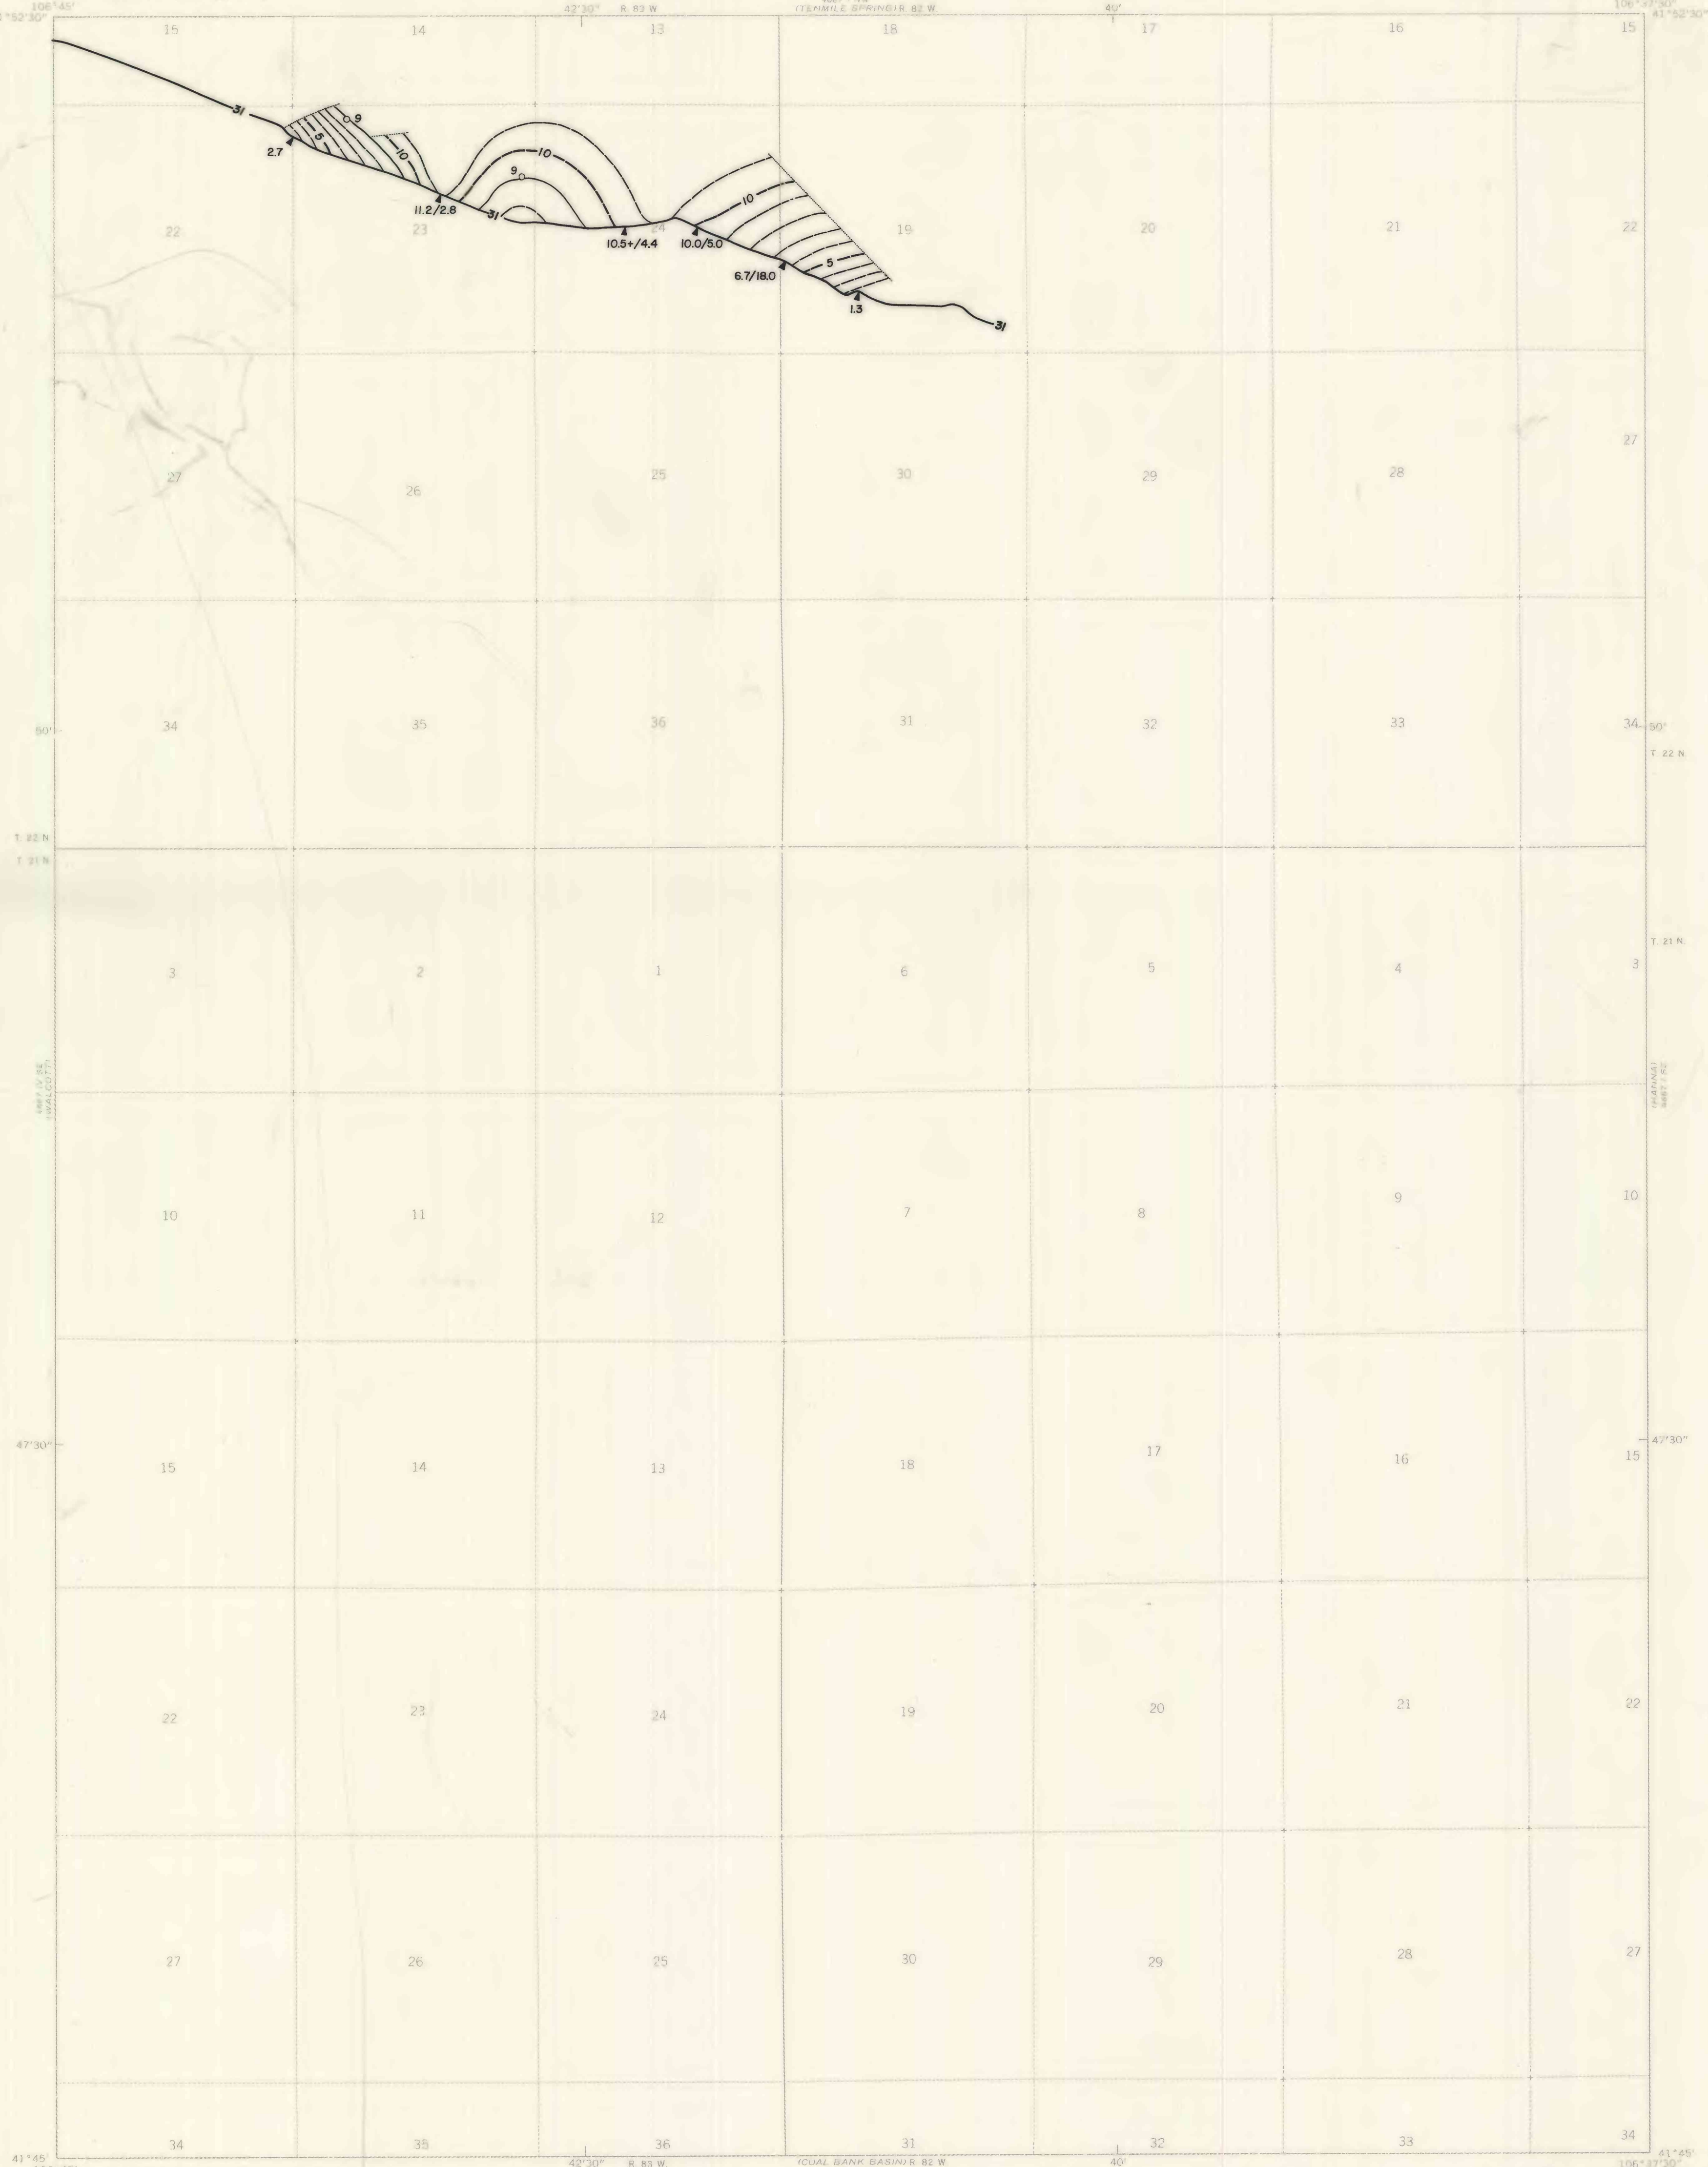 106°45' 42'30" R. 83 W. (TENMILE SPRING) R. 82 W. 40' 106°37'30"
41°52'30"
15 14 13 18 17 16 15
31
9
5
10
2.7
10
9
11.2/2.8
31
10
5
22 23 24 19 20 21 22
10.5+/4.4 10.0/5.0
6.7/18.0
1.3
31
27 26 25 30 29 28 27
34 35 36 31 32 33 34
50' 50'
T. 22 N.
T. 22 N.
T. 21 N.
T. 21 N.
3 2 1 6 5 4 3
(WALCOTT)
(HANNA)
10 11 12 7 8 9 10
47'30" 47'30"
15 14 13 18 17 16 15
22 23 24 19 20 21 22
27 26 25 30 29 28 27
34 35 36 31 32 33 34
41°45' 41°45'
42'30" R. 83 W. (COAL BANK BASIN) R. 82 W. 40' 106°37'30"